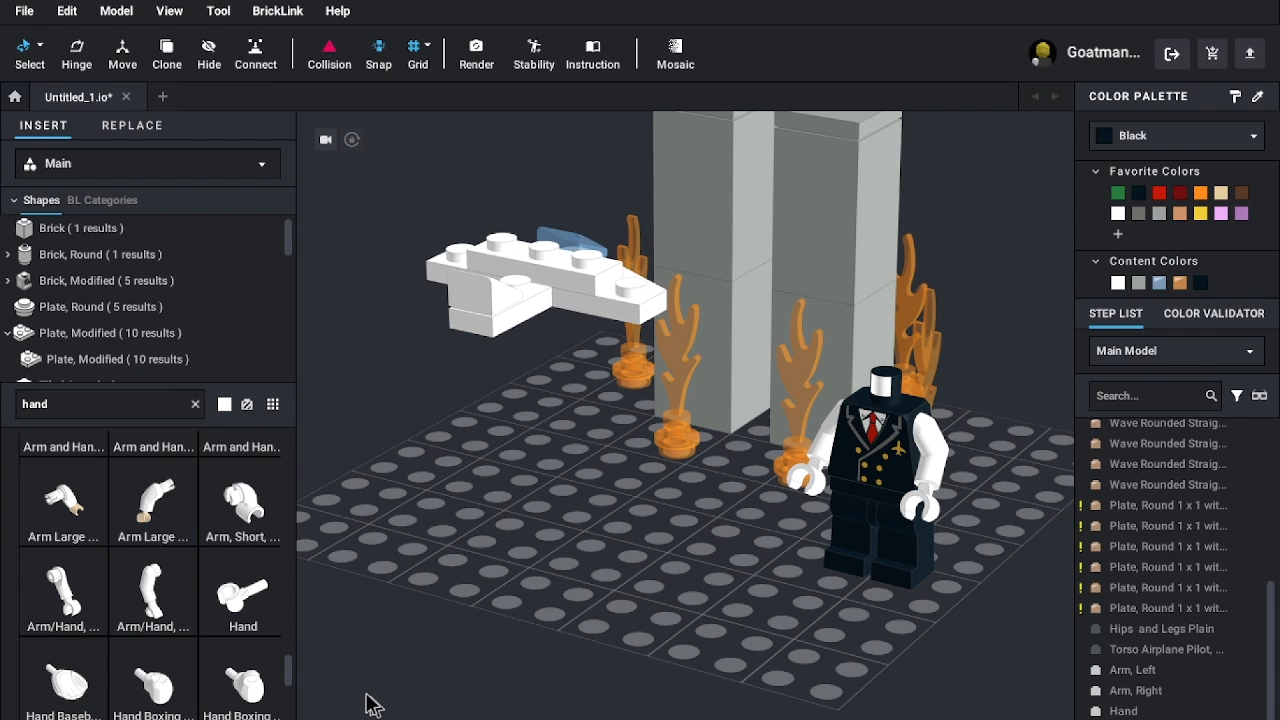 File Edit Model View Tool BrickLink Help
Select Hinge Move Clone Hide Connect Collision Snap Grid Render Stability Instruction Mosaic Goatman...
Untitled_1.io*
INSERT REPLACE
Main
Shapes BL Categories
Brick ( 1 results )
Brick, Round ( 1 results )
Brick, Modified ( 5 results )
Plate, Round ( 5 results )
Plate, Modified ( 10 results )
Plate, Modified ( 10 results )
hand
Arm and Han... Arm and Han... Arm and Han..
Arm Large ... Arm Large ... Arm, Short, ...
Arm/Hand, ... Arm/Hand, ... Hand
Hand Baseb... Hand Boxing ... Hand Boxing ...
COLOR PALETTE
Black
Favorite Colors
+
Content Colors
STEP LIST COLOR VALIDATOR
Main Model
Search...
Wave Rounded Straig...
Wave Rounded Straig...
Wave Rounded Straig...
Wave Rounded Straig...
! Plate, Round 1 x 1 wit...
! Plate, Round 1 x 1 wit...
! Plate, Round 1 x 1 wit...
! Plate, Round 1 x 1 wit...
! Plate, Round 1 x 1 wit...
! Plate, Round 1 x 1 wit...
Hips and Legs Plain
Torso Airplane Pilot, ...
Arm, Left
Arm, Right
Hand